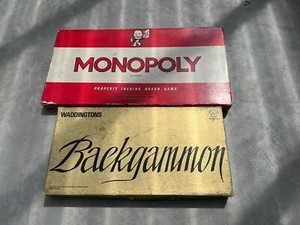 MONOPOLY
PROPERTY TRADING BOARD GAME
WADDINGTONS
Backgammon